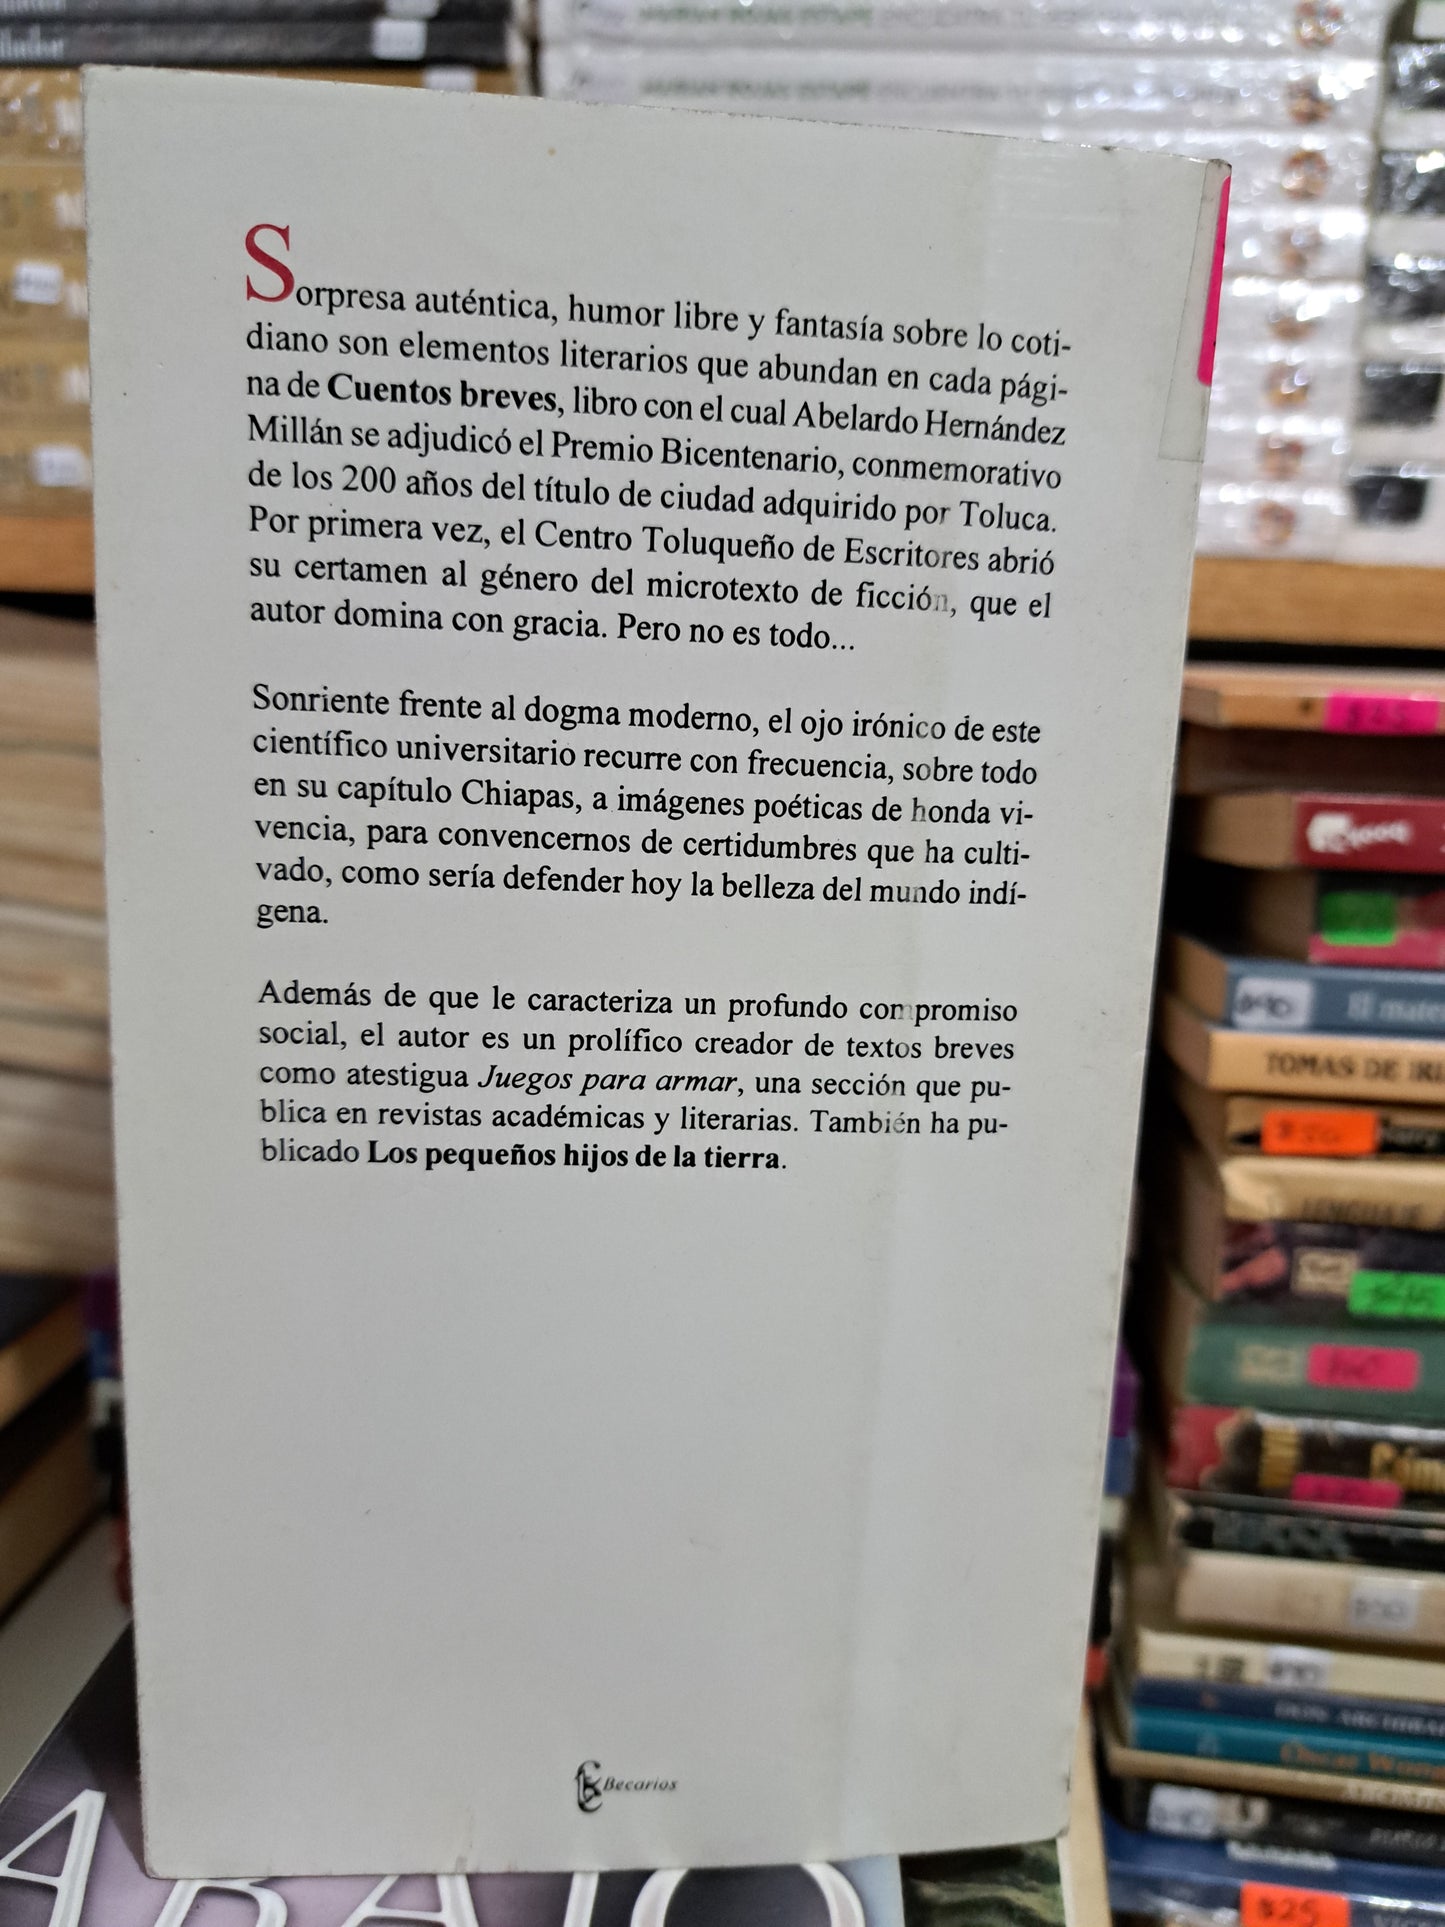 Sorpresa auténtica, humor libre y fantasía sobre lo coti-
diano son elementos literarios que abundan en cada pági-
na de Cuentos breves, libro con el cual Abelardo Hernández
Millán se adjudicó el Premio Bicentenario, conmemorativo
de los 200 años del título de ciudad adquirido por Toluca.
Por primera vez, el Centro Toluqueño de Escritores abrió
su certamen al género del microtexto de ficción, que el
autor domina con gracia. Pero no es todo...
Sonriente frente al dogma moderno, el ojo irónico de este
científico universitario recurre con frecuencia, sobre todo
en su capítulo Chiapas, a imágenes poéticas de honda vi-
vencia, para convencernos de certidumbres que ha culti-
vado, como sería defender hoy la belleza del mundo indí-
gena.
Además de que le caracteriza un profundo compromiso
social, el autor es un prolífico creador de textos breves
como atestigua Juegos para armar, una sección que pu-
blica en revistas académicas y literarias. También ha pu-
blicado Los pequeños hijos de la tierra.
Becarios
TOMAS DE
$25
ABAJO